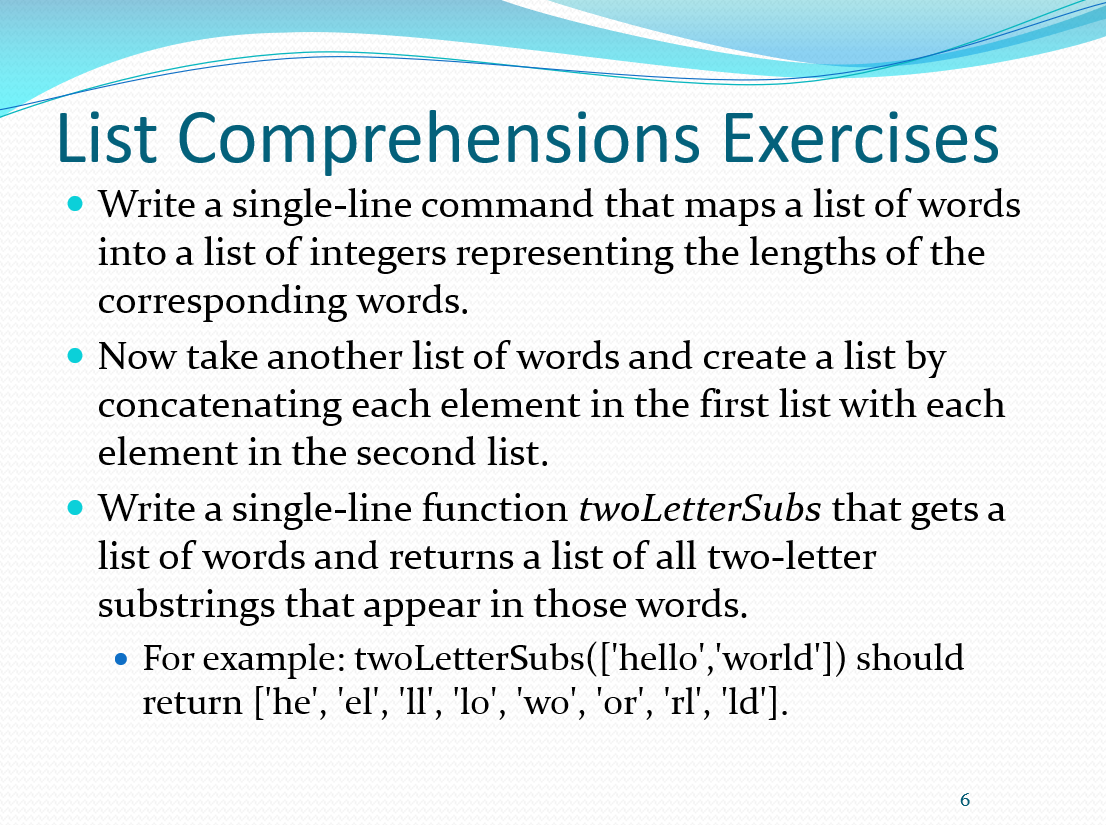 List Comprehensions Exercises
• Write a single-line command that maps a list of words
into a list of integers representing the lengths of the
corresponding words.
• Now take another list of words and create a list by
concatenating each element in the first list with each
element in the second list.
• Write a single-line function twoLetterSubs that gets a
list of words and returns a list of all two-letter
substrings that appear in those words.
• For example: twoLetterSubs(['hello','world']) should
return ['he', 'el', 'll', 'lo', 'wo', 'or', 'rl', 'ld'].
6